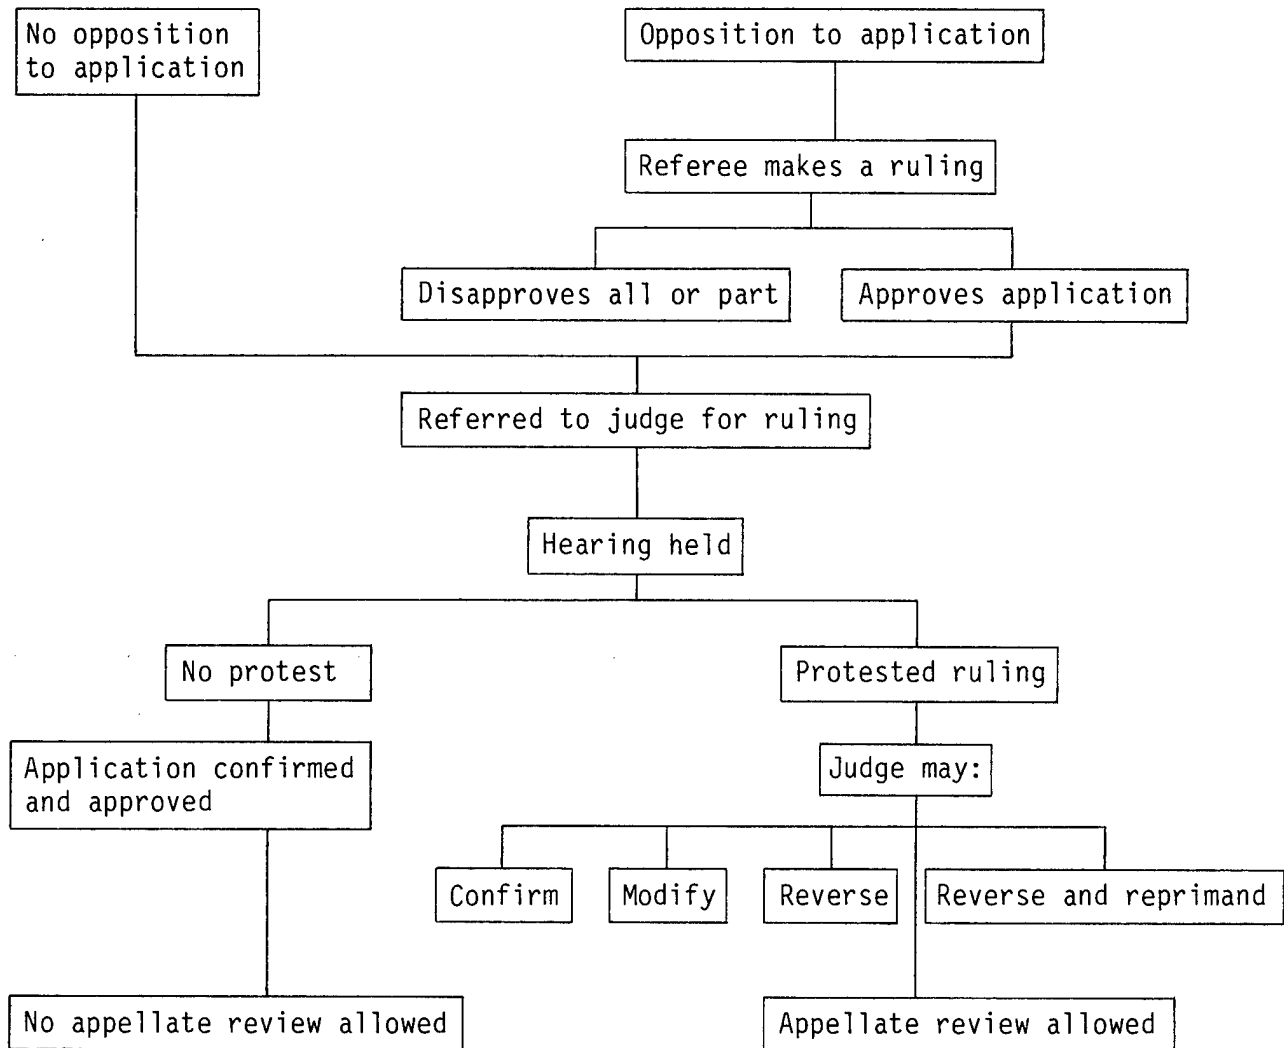 No opposition
to application
Opposition to application
Referee makes a ruling
Disapproves all or part
Approves application
Referred to judge for ruling
Hearing held
No protest
Protested ruling
Application confirmed
and approved
Judge may:
Confirm
Modify
Reverse
Reverse and reprimand
No appellate review allowed
Appellate review allowed